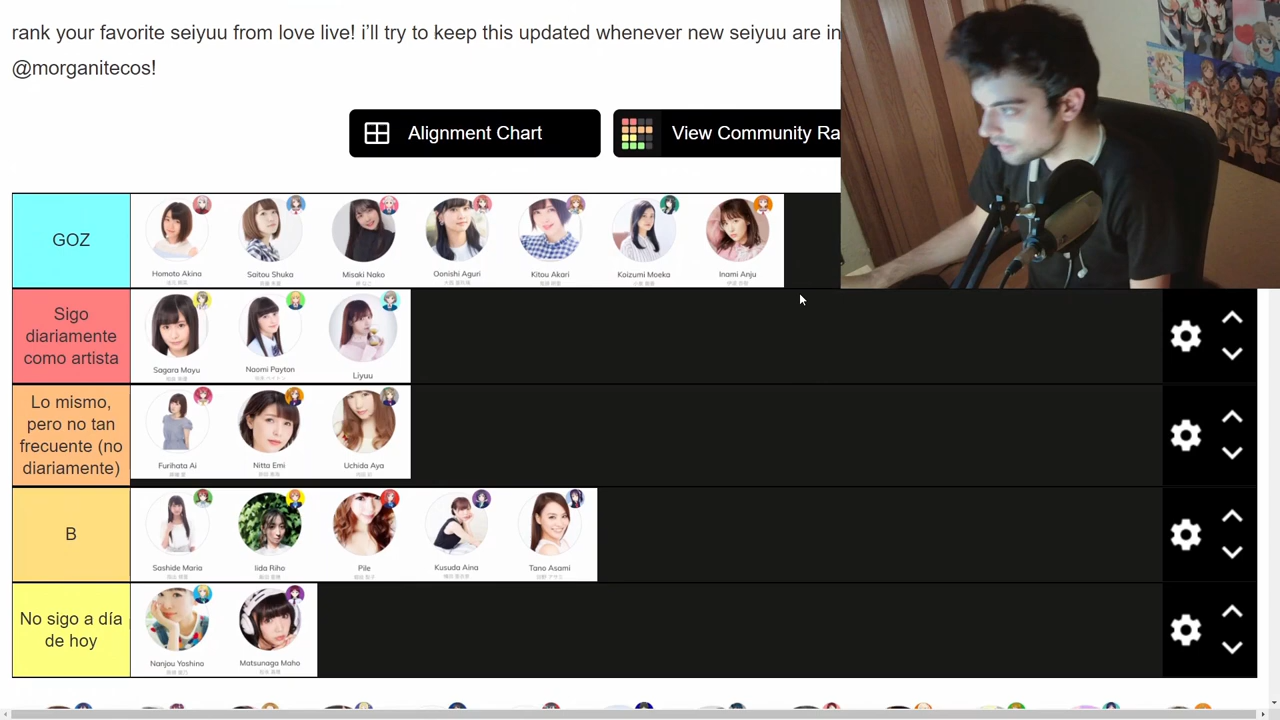 rank your favorite seiyuu from love live! i'll try to keep this updated whenever new seiyuu are in
@morganitecos!
Alignment Chart
View Community Ra
GOZ
Homoto Akino
Saitou Shuka
Misaki Nako
Oonishi Aguri
Kitou Akari
Koizumi Moeka
Inami Anju
Sigo
diariamente
como artista
Sagara Mayu
Naomi Payton
Liyuu
Lo mismo,
pero no tan
frecuente (no
diariamente)
Furihata Ai
Nitta Emi
Uchida Aya
B
Sashide Maria
Iida Riho
Pile
Kusuda Aina
Tano Asami
No sigo a día
de hoy
Nanjou Yoshino
Matsunaga Maho